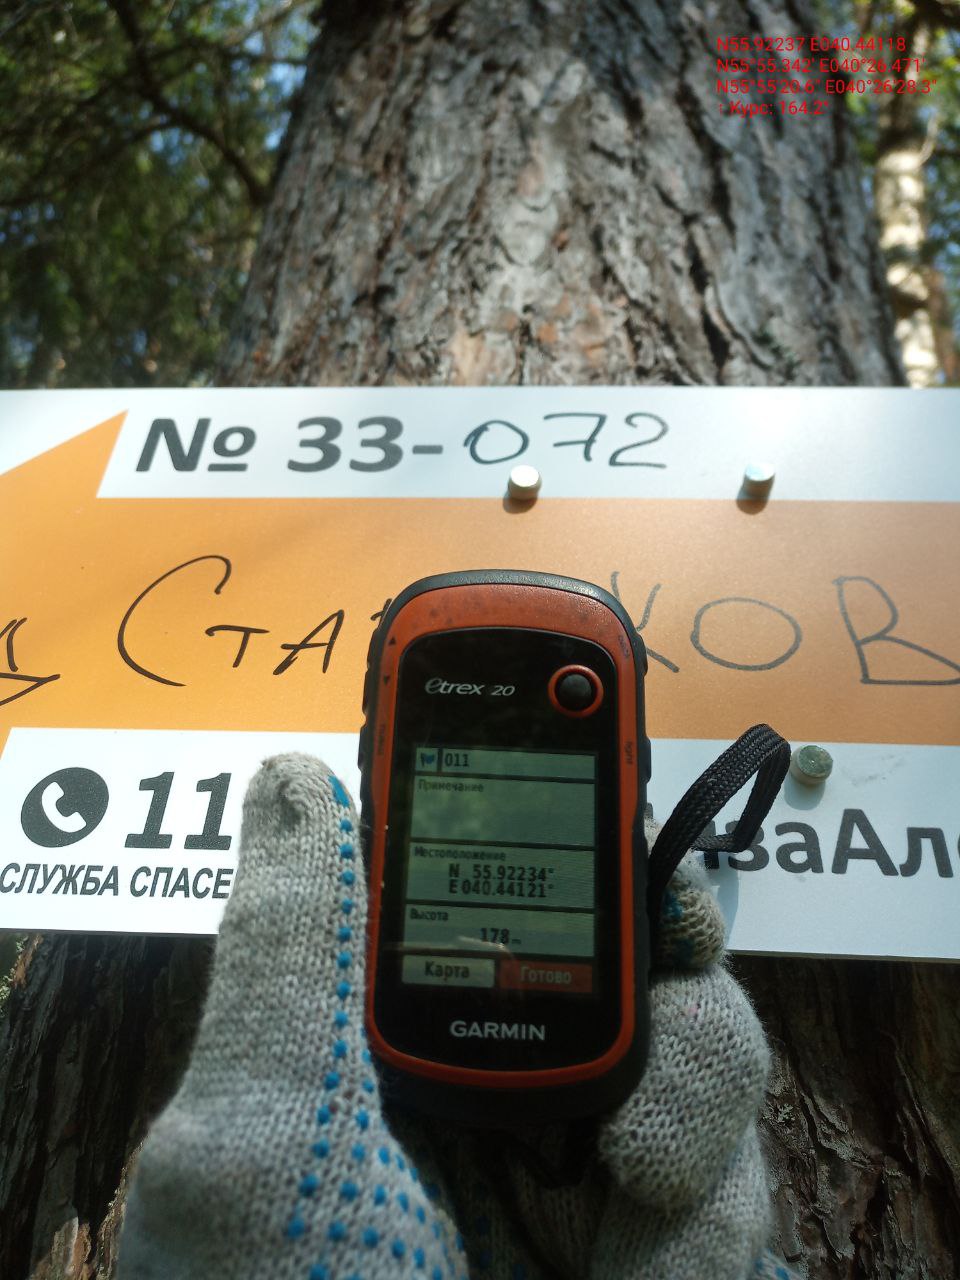 N55.92237 E040.44118
N55°55.342' E040°26.471'
N55°55'20.6" E040°26'28.3"
↑ Курс: 164.2°
№ 33-072
etrex 20
011
Примечание
Местоположение
N 55.92234°
E 040.44121°
Высота
178 m
Карта Готово
GARMIN
11
СЛУЖБА СПАСЕ
изаАл